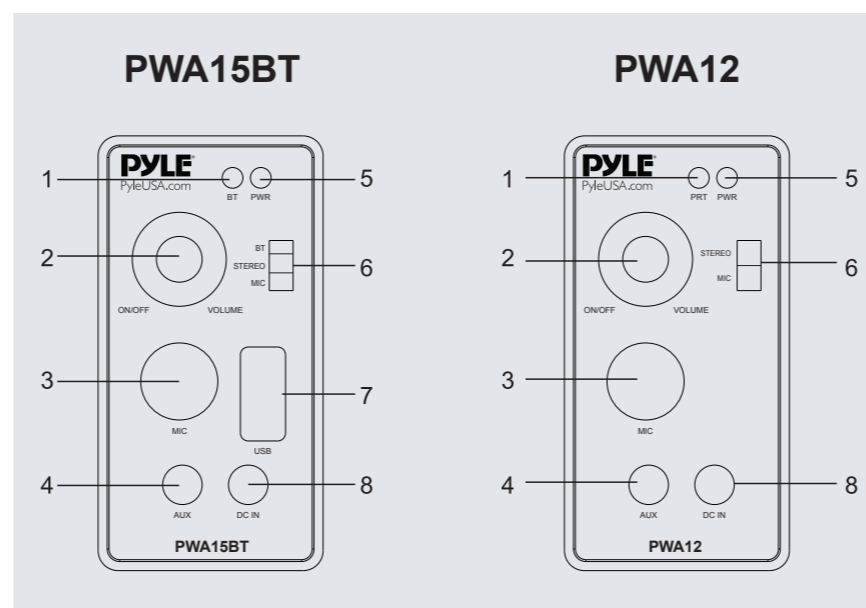 PWA15BT
PYLE
PyleUSA.com
BT PWR
1
5
BT
STEREO
MIC
2
6
ON/OFF VOLUME
3
MIC
7
USB
4
8
AUX DC IN
PWA15BT
PWA12
PYLE
PyleUSA.com
PRT PWR
1
5
STEREO
MIC
2
6
ON/OFF VOLUME
3
MIC
4
8
AUX DC IN
PWA12